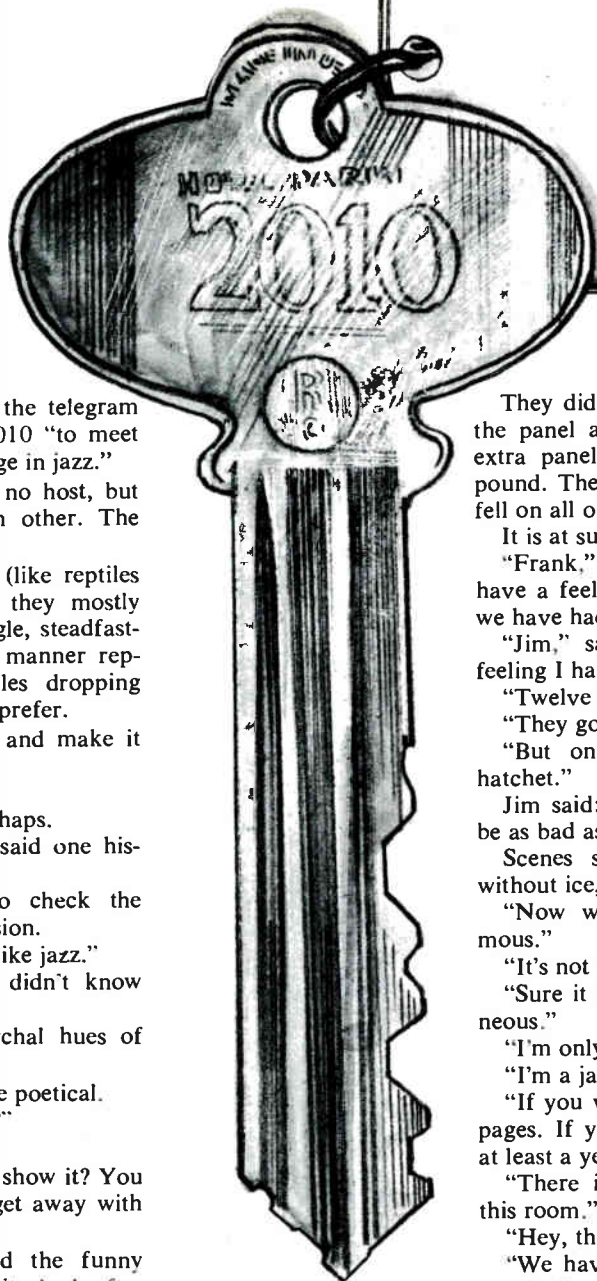 2010
R
the telegram
010 “to meet
ge in jazz.”
no host, but
n other. The
(like reptiles
they mostly
gle, steadfast-
manner rep-
les dropping
prefer.
and make it
haps.
said one his-
o check the
sion.
ike jazz.”
didn't know
rchal hues of
e poetical.
”
show it? You
get away with
d the funny
They did
the panel a
extra panel
pound. The
fell on all o
It is at su
“Frank,”
have a feel
we have had
“Jim,” sa
feeling I ha
“Twelve
“They go
“But on
hatchet.”
Jim said:
be as bad as
Scenes s
without ice,
“Now w
mous.”
“It's not
“Sure it
neous.”
“I'm only
“I'm a ja
“If you v
pages. If y
at least a ye
“There i
this room.”
“Hey, th
“We hav